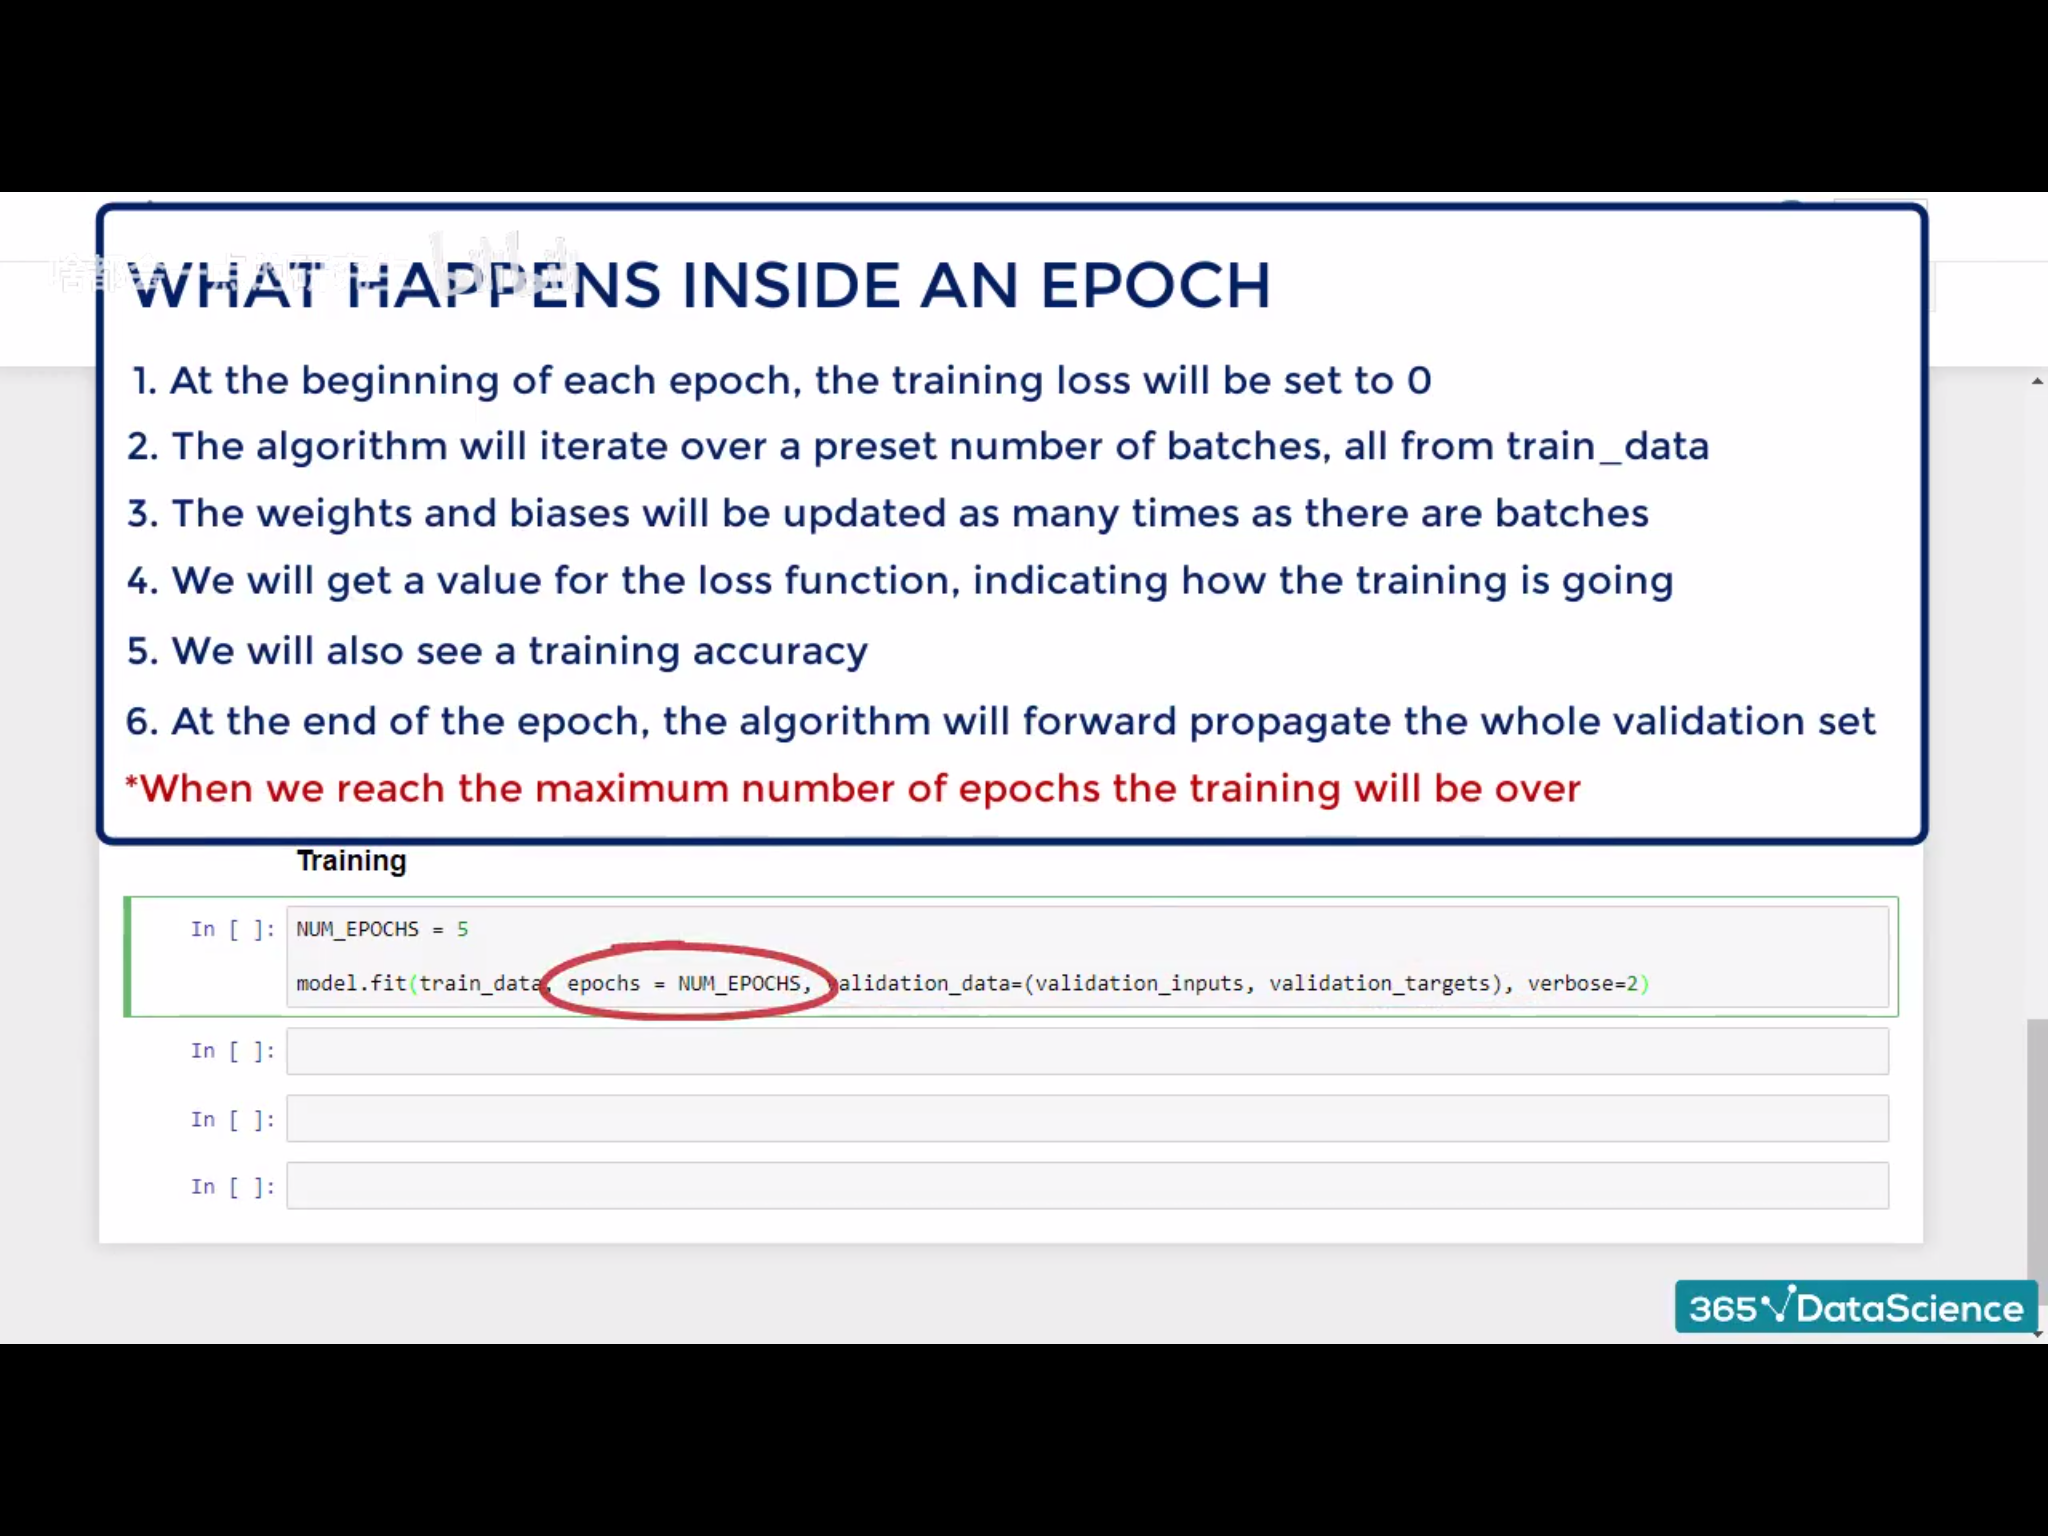 WHAT HAPPENS INSIDE AN EPOCH
1. At the beginning of each epoch, the training loss will be set to 0
2. The algorithm will iterate over a preset number of batches, all from train_data
3. The weights and biases will be updated as many times as there are batches
4. We will get a value for the loss function, indicating how the training is going
5. We will also see a training accuracy
6. At the end of the epoch, the algorithm will forward propagate the whole validation set
*When we reach the maximum number of epochs the training will be over
Training
In [ ]: NUM_EPOCHS = 5
model.fit(train_data, epochs = NUM_EPOCHS, validation_data=(validation_inputs, validation_targets), verbose=2)
In [ ]:
In [ ]:
In [ ]:
365 DataScience